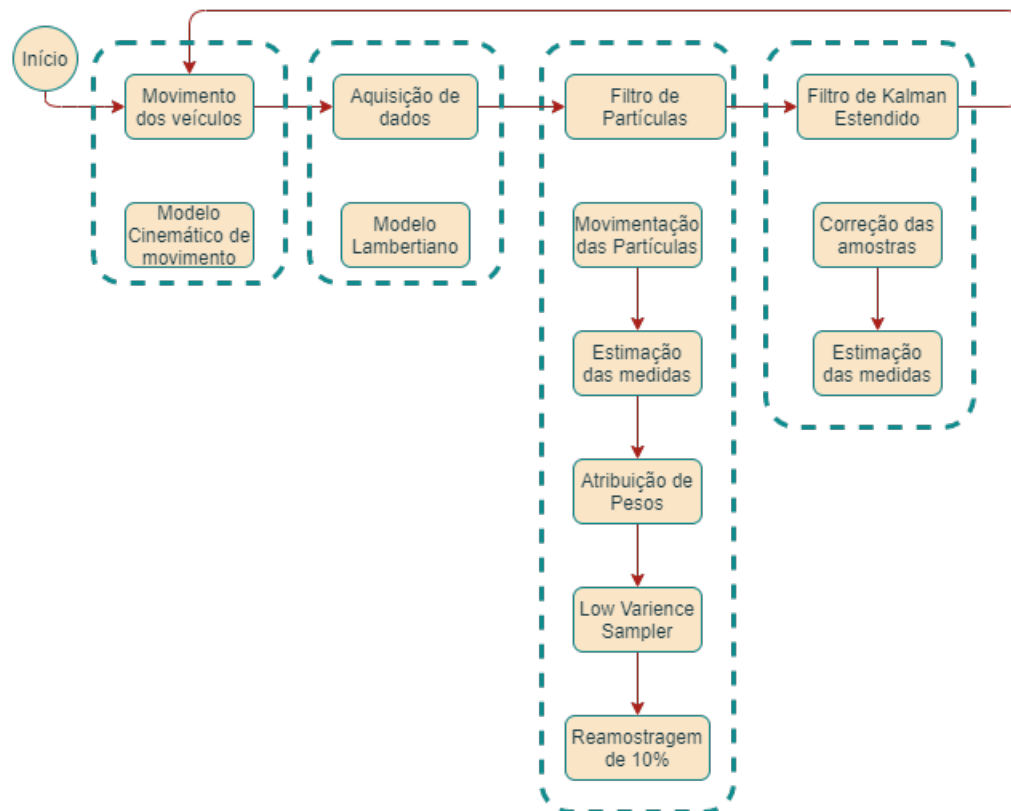 Início
Movimento
dos veículos
Aquisição de
dados
Filtro de
Partículas
Filtro de Kalman
Estendido
Modelo
Cinemático de
movimento
Modelo
Lambertiano
Movimentação
das Partículas
Correção das
amostras
Estimação
das medidas
Estimação
das medidas
Atribuição de
Pesos
Low Varience
Sampler
Reamostragem
de 10%